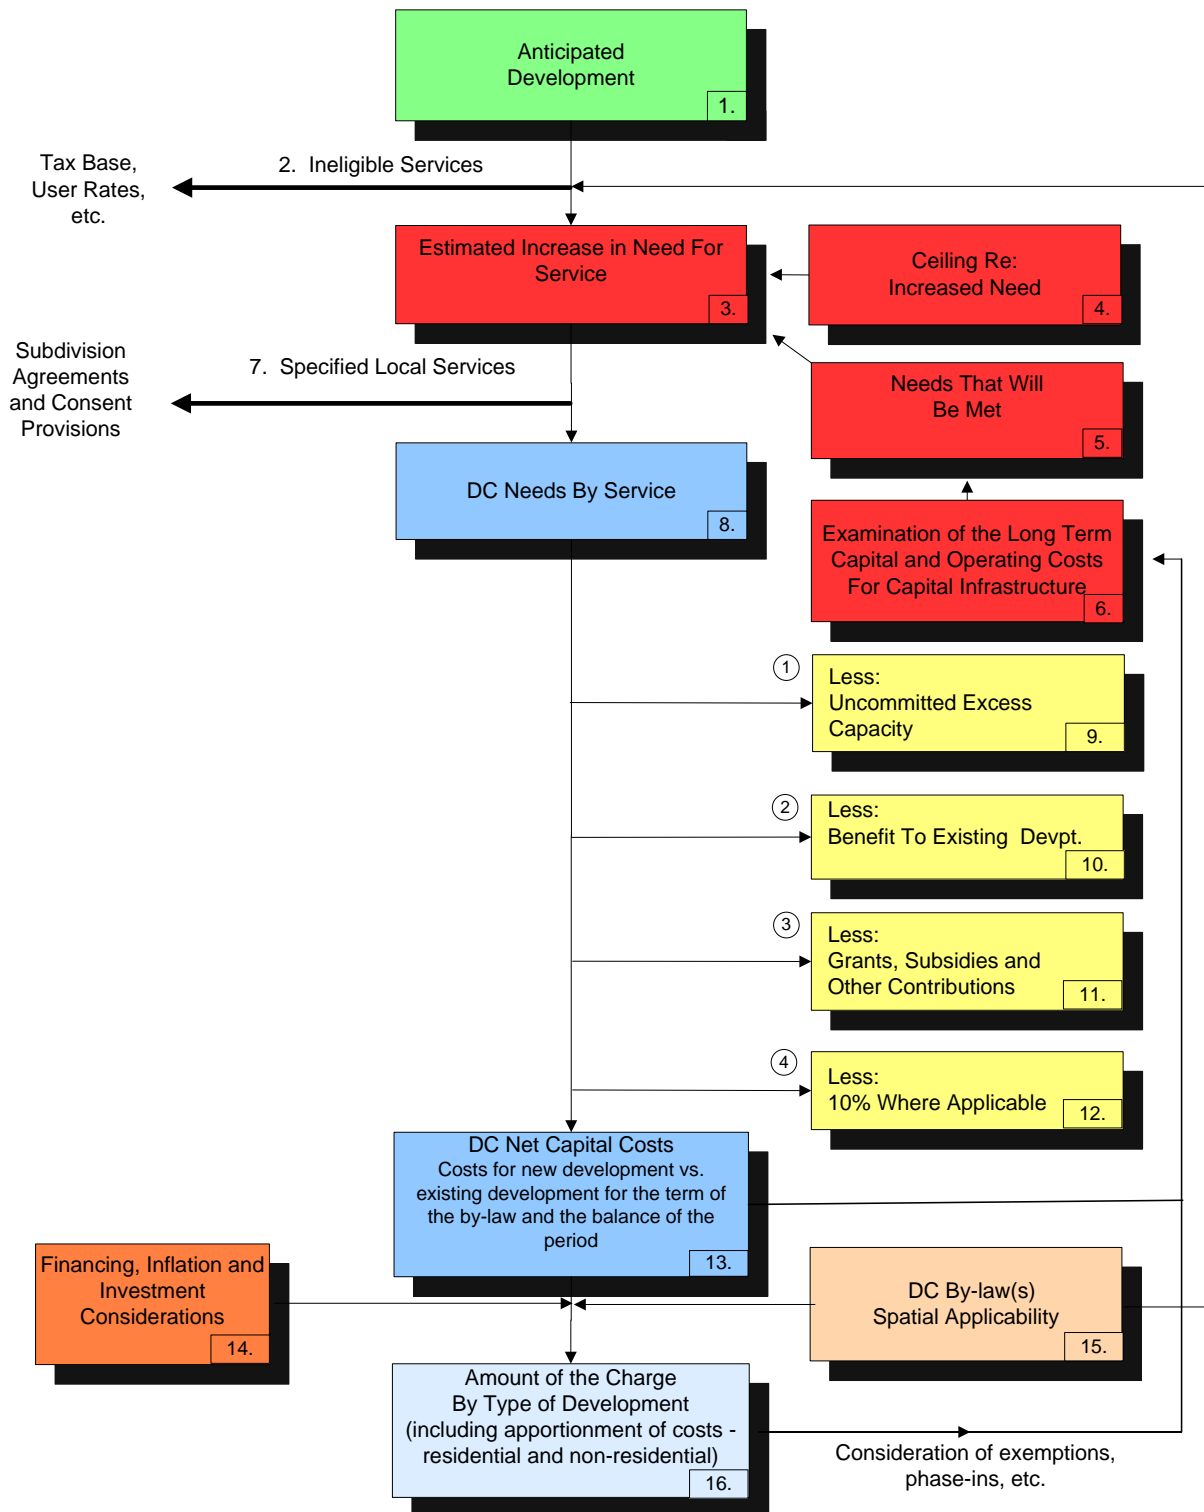 Anticipated
Development
1.
2.  Ineligible Services
Tax Base,
User Rates,
etc.
Estimated Increase in Need For
Service
3.
Ceiling Re:
Increased Need
4.
Needs That Will
Be Met
5.
Subdivision
Agreements
and Consent
Provisions
7.  Specified Local Services
DC Needs By Service
8.
Examination of the Long Term
Capital and Operating Costs
For Capital Infrastructure
6.
1
Less:
Uncommitted Excess
Capacity
9.
2
Less:
Benefit To Existing  Devpt.
10.
3
Less:
Grants, Subsidies and
Other Contributions
11.
4
Less:
10% Where Applicable
12.
DC Net Capital Costs
Costs for new development vs.
existing development for the term of
the by-law and the balance of the
period
13.
Financing, Inflation and
Investment
Considerations
14.
DC By-law(s)
Spatial Applicability
15.
Amount of the Charge
By Type of Development
(including apportionment of costs -
residential and non-residential)
16.
Consideration of exemptions,
phase-ins, etc.